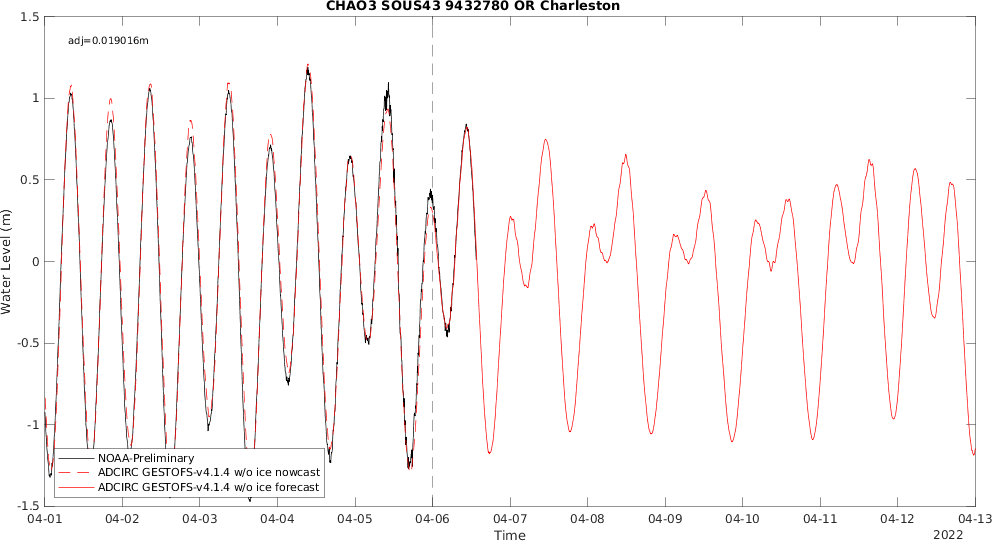 CHAO3 SOUS43 9432780 OR Charleston
adj=0.019016m
1.5
1
0.5
0
-0.5
-1
-1.5
Water Level (m)
NOAA-Preliminary
ADCIRC GESTOFS-v4.1.4 w/o ice nowcast
ADCIRC GESTOFS-v4.1.4 w/o ice forecast
04-01 04-02 04-03 04-04 04-05 04-06 04-07 04-08 04-09 04-10 04-11 04-12 04-13
Time
2022